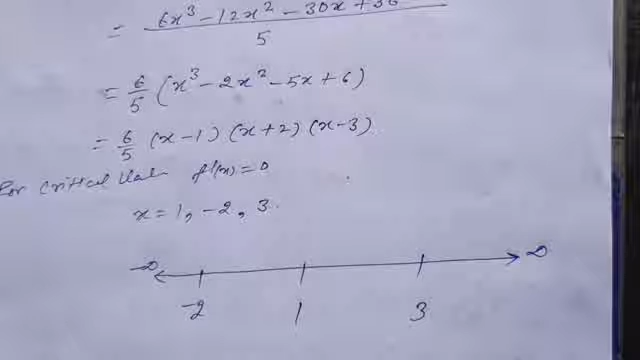 = 6x³ - 12x² - 30x + 36 / 5
= 6/5 (x³ - 2x² - 5x + 6)
= 6/5 (x-1) (x+2) (x-3)
For critical f'(x) = 0
x = 1, -2, 3.
-∞ ∞
-2 1 3